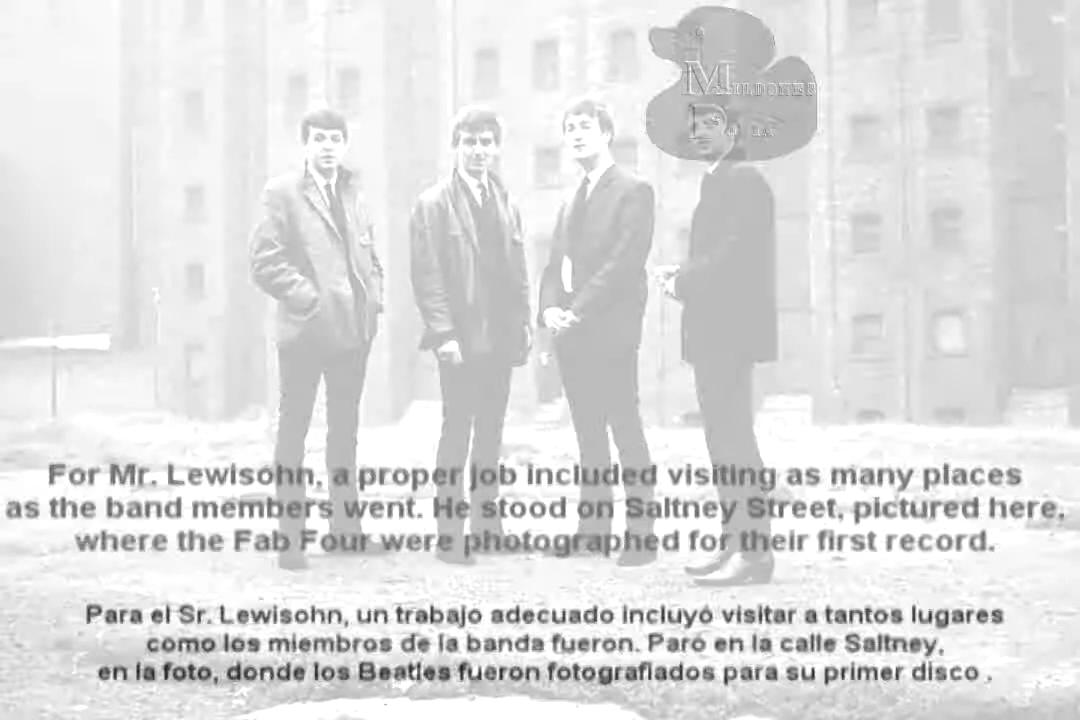 MILDONES
For Mr. Lewisohn, a proper job included visiting as many places
as the band members went. He stood on Saltney Street, pictured here,
where the Fab Four were photographed for their first record.
Para el Sr. Lewisohn, un trabajo adecuado incluyó visitar a tantos lugares
como los miembros de la banda fueron. Paró en la calle Saltney,
en la foto, donde los Beatles fueron fotografiados para su primer disco .